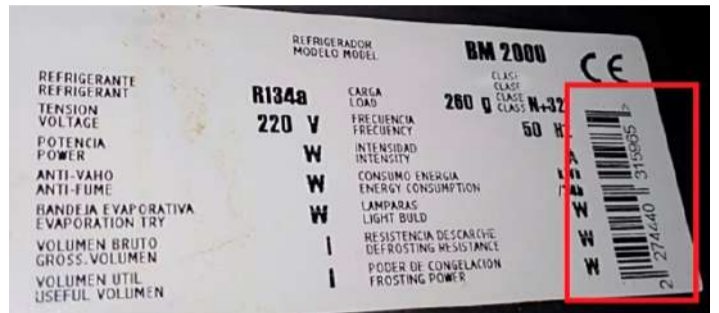 REFRIGERADOR
MODELO MODEL BM 2000
CE
REFRIGERANTE
REFRIGERANT R134a
CARGA
LOAD 260 g
CLASE
CLASE
CLASE
CLASS N+32
TENSION
VOLTAGE 220 V
FRECUENCIA
FRECUENCY 50
POTENCIA
POWER W
INTENSIDAD
INTENSITY A
ANTI-VAHO
ANTI-FUME W
CONSUMO ENERGIA
ENERGY CONSUMPTION
BANDEJA EVAPORATIVA
EVAPORATION TRY W
LAMPARAS
LIGHT BULD W
VOLUMEN BRUTO
GROSS.VOLUMEN l
RESISTENCIA DESCARCHE
DEFROSTING RESISTANCE W
VOLUMEN UTIL
USEFUL VOLUMEN l
PODER DE CONGELACION
FROSTING POWER W
2 274440 315965 >